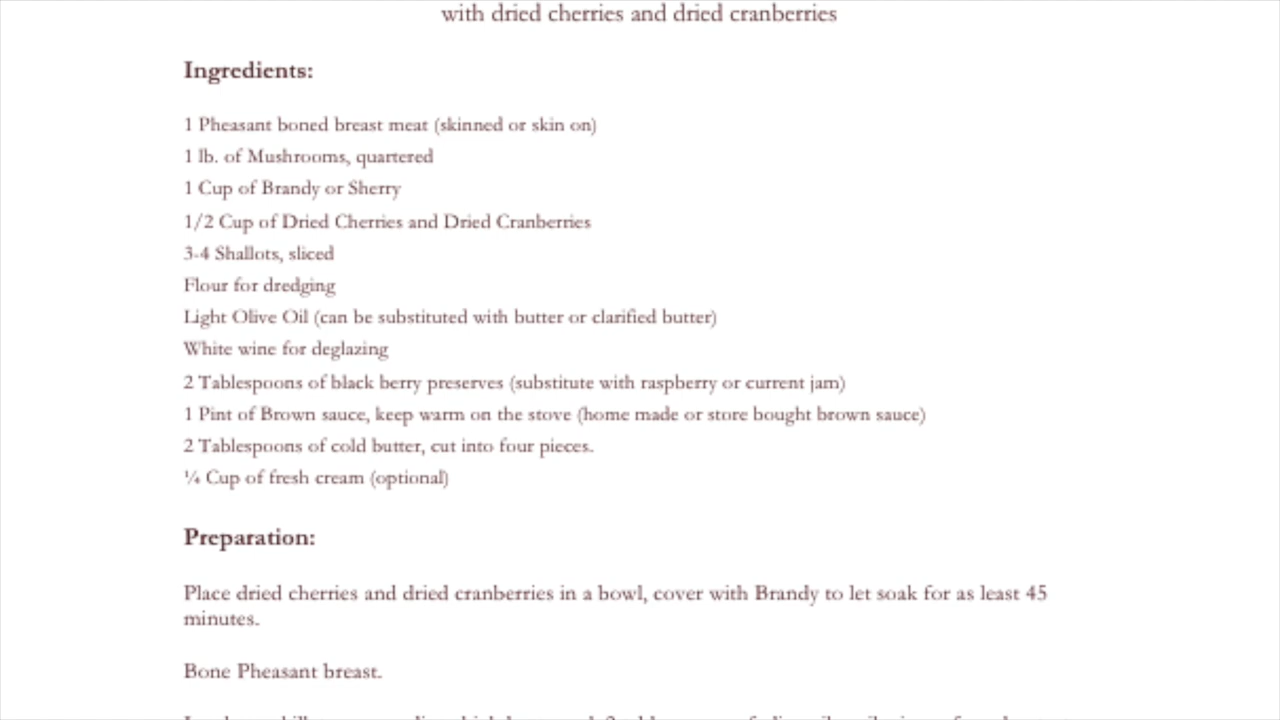 with dried cherries and dried cranberries
Ingredients:
1 Pheasant boned breast meat (skinned or skin on)
1 lb. of Mushrooms, quartered
1 Cup of Brandy or Sherry
1/2 Cup of Dried Cherries and Dried Cranberries
3-4 Shallots, sliced
Flour for dredging
Light Olive Oil (can be substituted with butter or clarified butter)
White wine for deglazing
2 Tablespoons of black berry preserves (substitute with raspberry or current jam)
1 Pint of Brown sauce, keep warm on the stove (home made or store bought brown sauce)
2 Tablespoons of cold butter, cut into four pieces.
¼ Cup of fresh cream (optional)
Preparation:
Place dried cherries and dried cranberries in a bowl, cover with Brandy to let soak for as least 45
minutes.
Bone Pheasant breast.